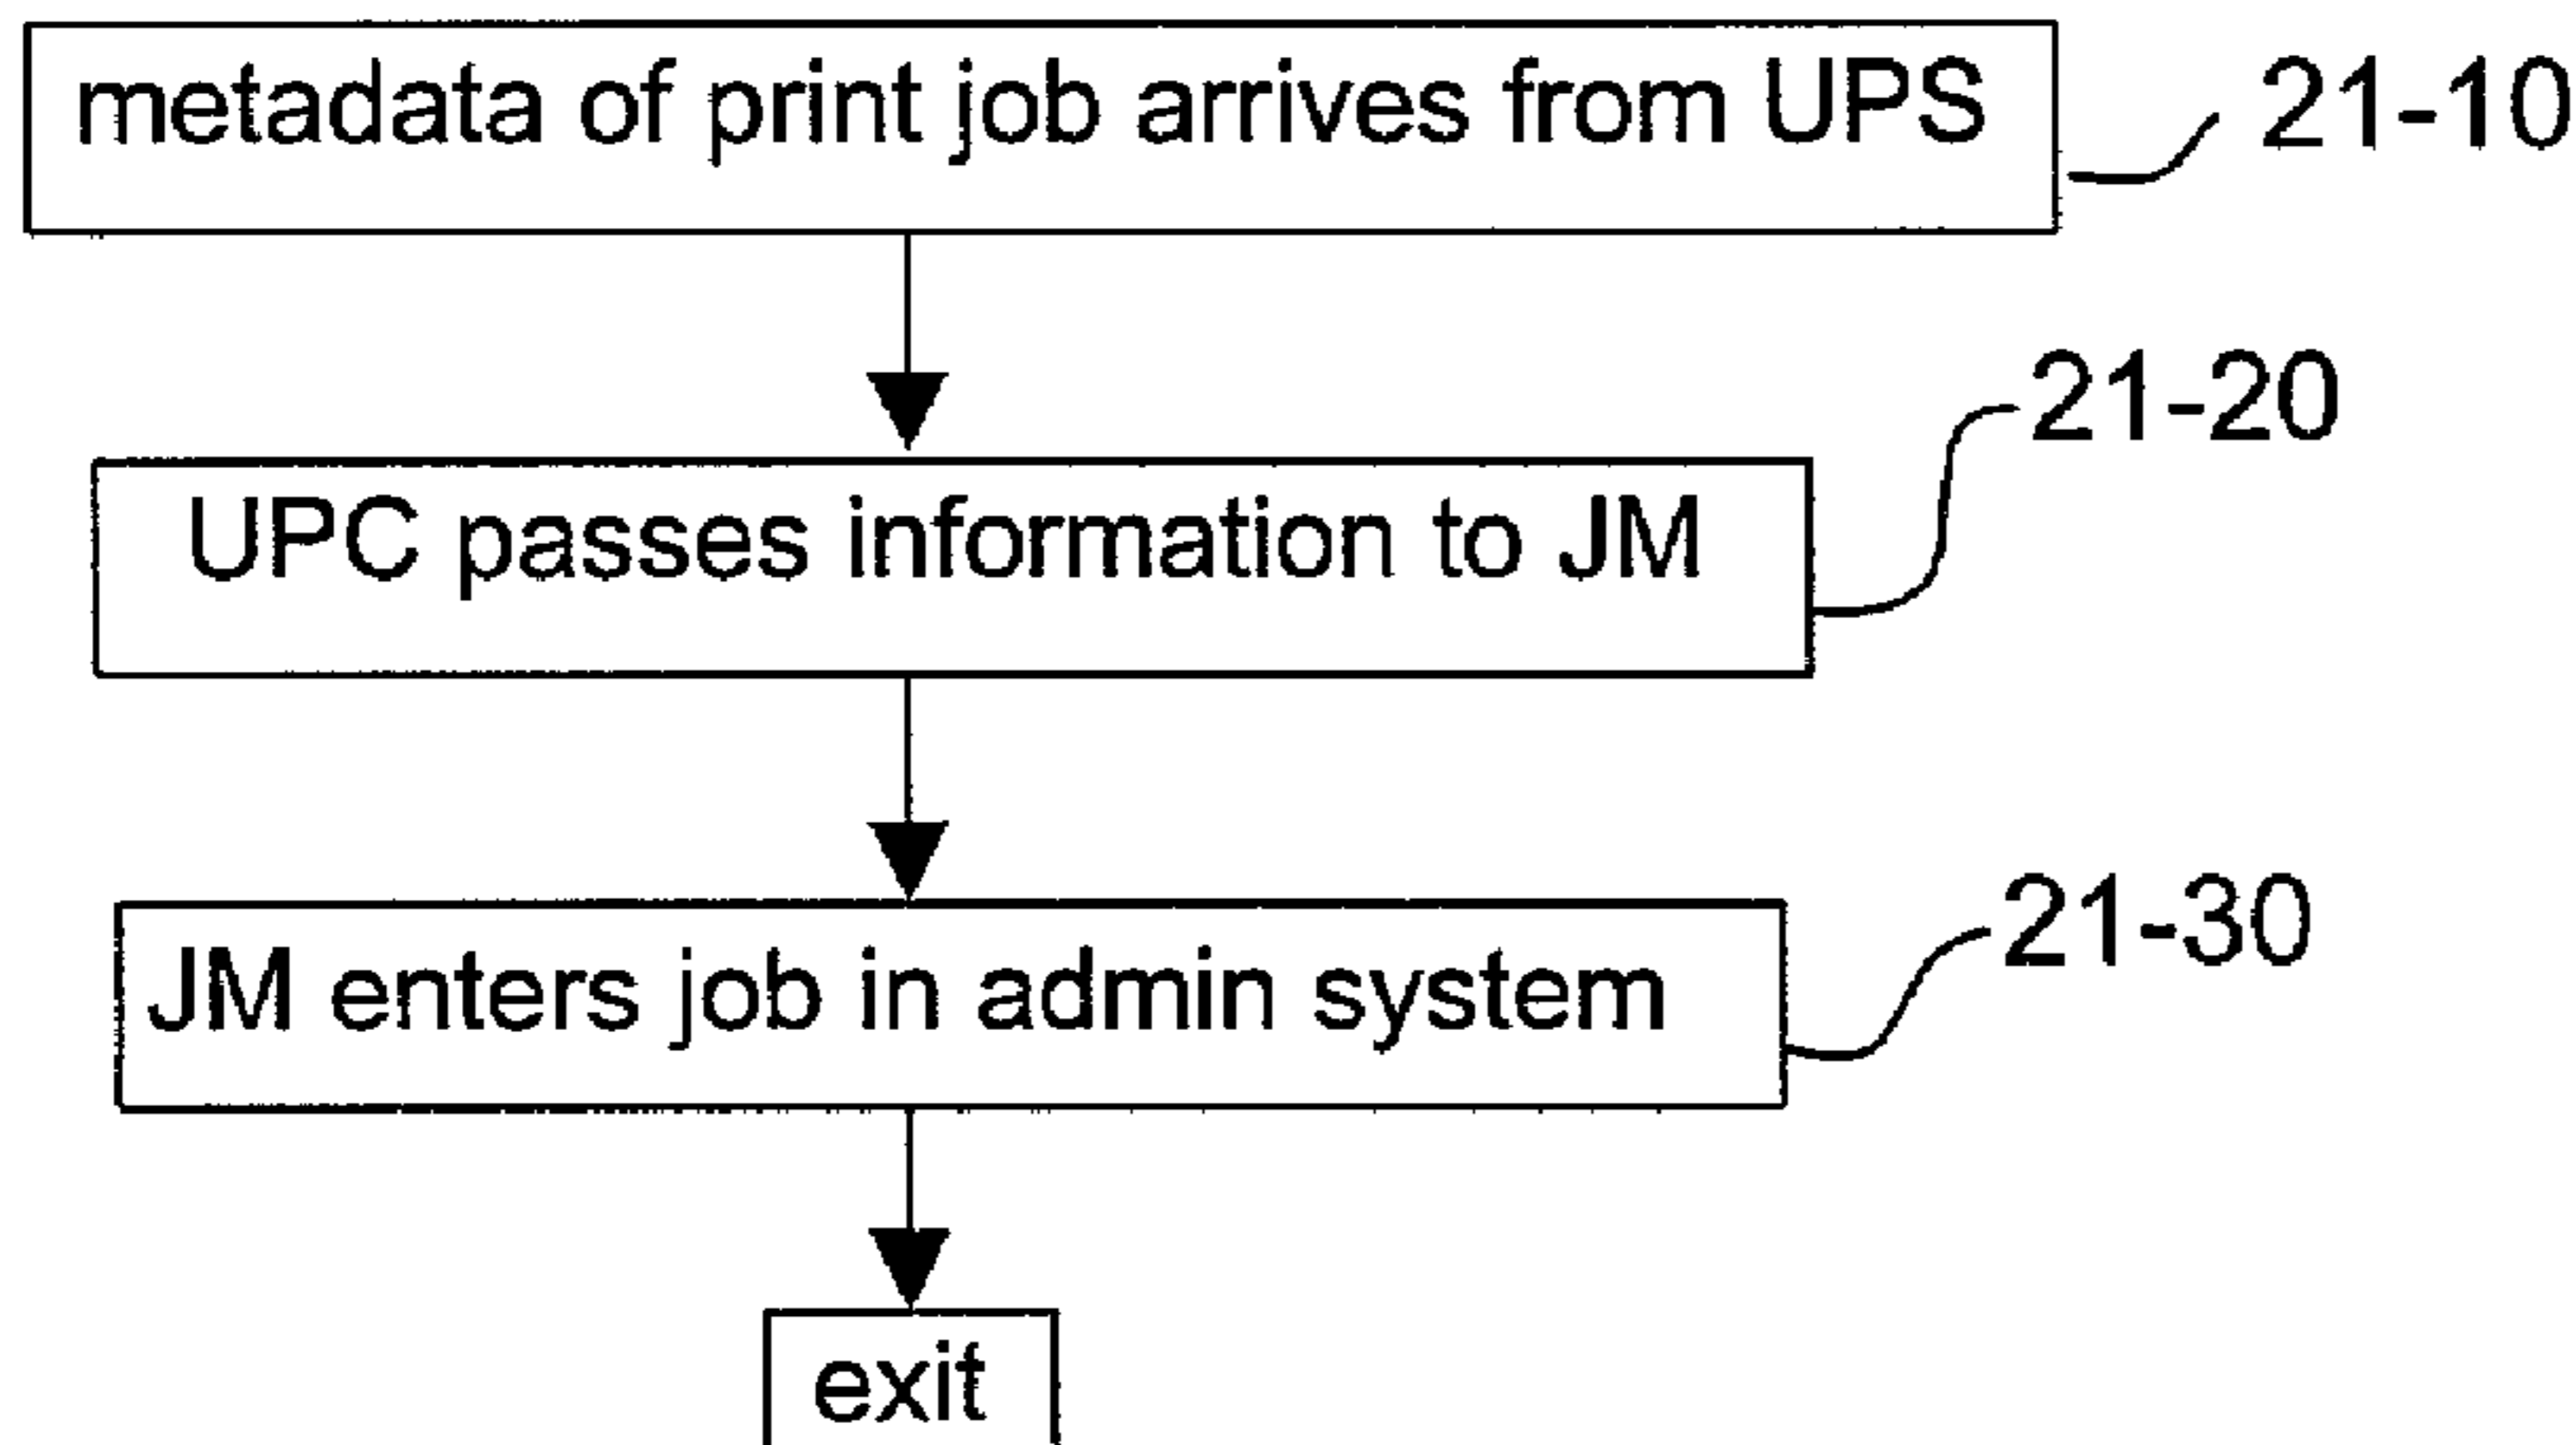 metadata of print job arrives from UPS
21-10
21-20
UPC passes information to JM
21-30
JM enters job in admin system
exit